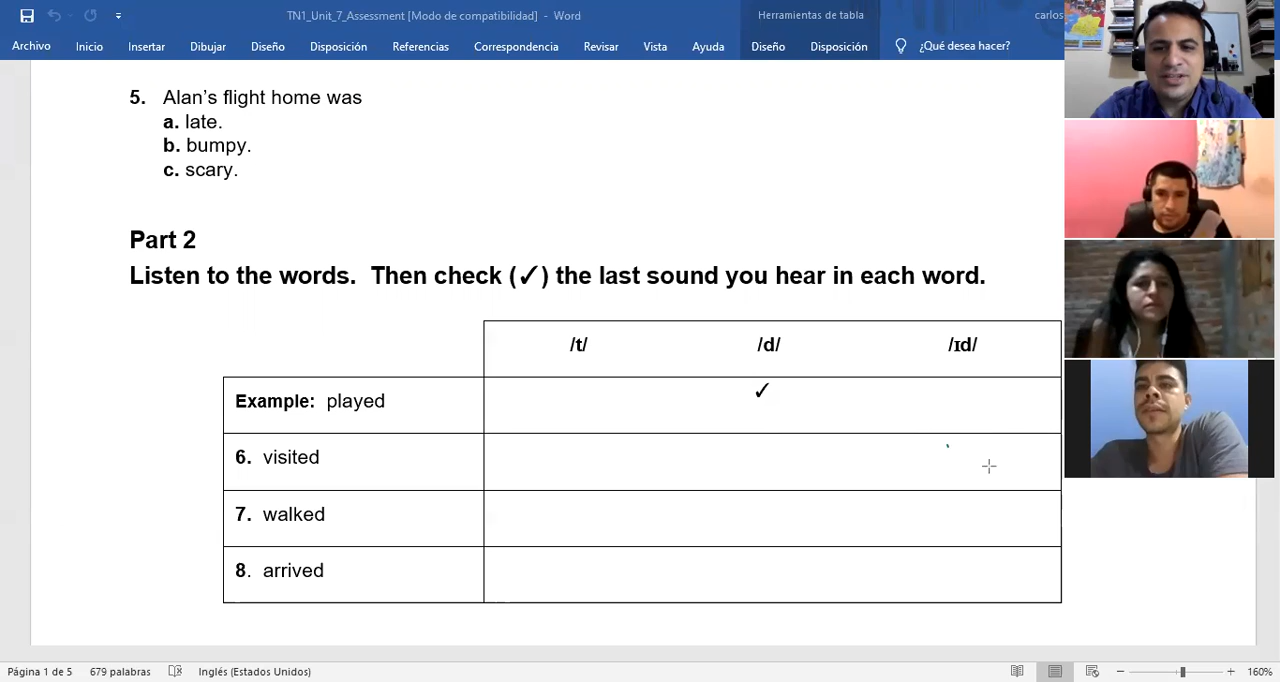 TN1_Unit_7_Assessment [Modo de compatibilidad] - Word
Herramientas de tabla
carlos
Archivo Inicio Insertar Dibujar Diseño Disposición Referencias Correspondencia Revisar Vista Ayuda Diseño Disposición ¿Qué desea hacer?
5. Alan's flight home was
a. late.
b. bumpy.
c. scary.
Part 2
Listen to the words. Then check (✓) the last sound you hear in each word.
/t/ /d/ /ɪd/
Example: played ✓
6. visited
7. walked
8. arrived
Página 1 de 5 679 palabras Inglés (Estados Unidos) 160%